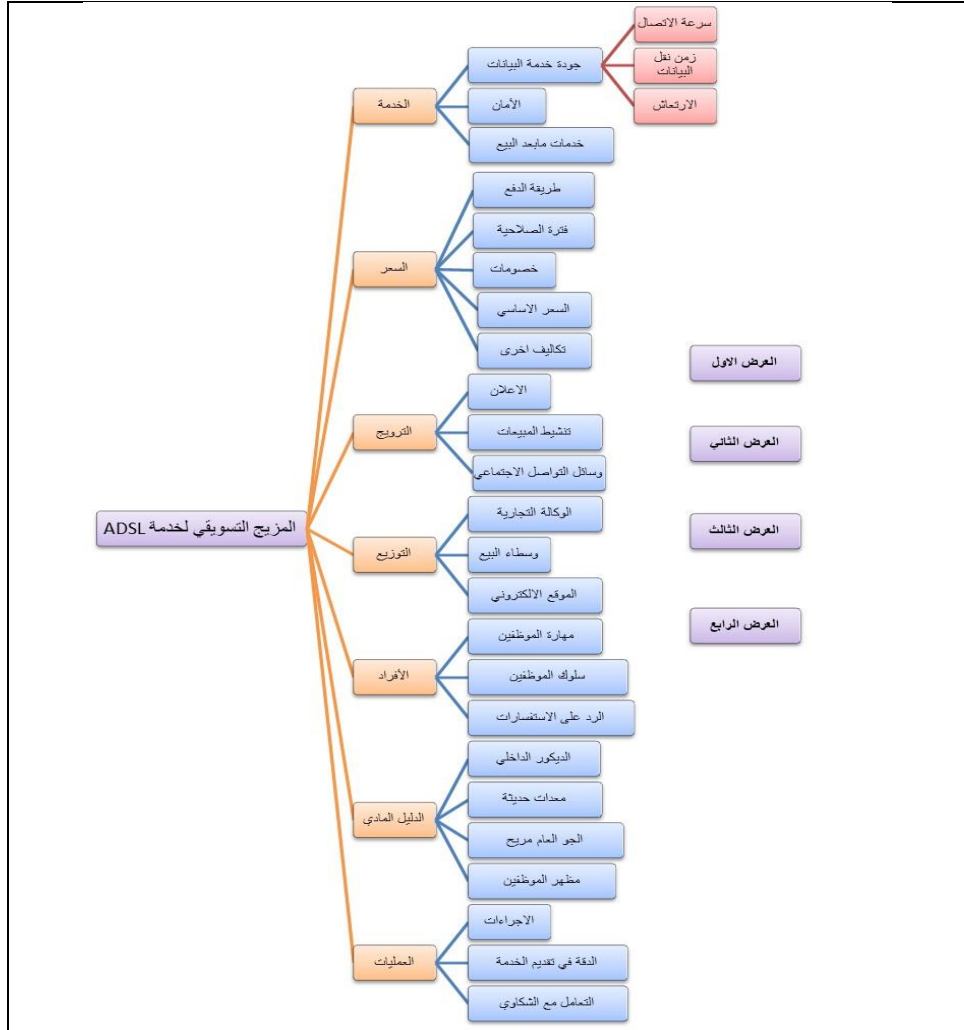 المزيج التسويقي لخدمة ADSL
الخدمة
جودة خدمة البيانات
سرعة الاتصال
زمن نقل
البيانات
الارتعاش
الأمان
خدمات مابعد البيع
السعر
طريقة الدفع
فترة الصلاحية
خصومات
السعر الاساسي
تكاليف اخرى
الترويج
الاعلان
تنشيط المبيعات
وسائل التواصل الاجتماعي
التوزيع
الوكالة التجارية
وسطاء البيع
الموقع الالكتروني
الأفراد
مهارة الموظفين
سلوك الموظفين
الرد على الاستفسارات
الدليل المادي
الديكور الداخلي
معدات حديثة
الجو العام مريح
مظهر الموظفين
العمليات
الاجراءات
الدقة في تقديم الخدمة
التعامل مع الشكاوي
العرض الاول
العرض الثاني
العرض الثالث
العرض الرابع